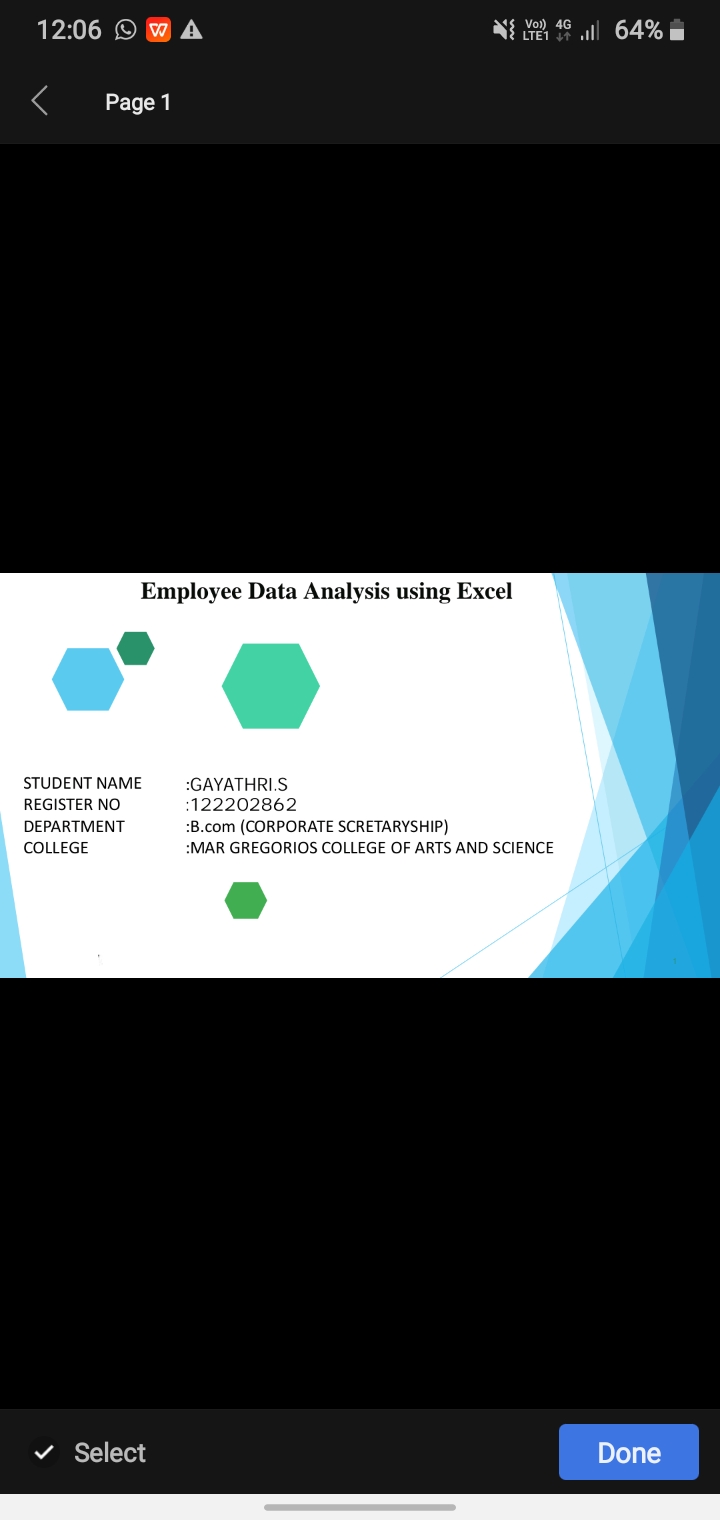 12:06
Vo)) 4G
LTE1
64%
Page 1
Employee Data Analysis using Excel
STUDENT NAME :GAYATHRI.S
REGISTER NO :122202862
DEPARTMENT :B.com (CORPORATE SCRETARYSHIP)
COLLEGE :MAR GREGORIOS COLLEGE OF ARTS AND SCIENCE
Select
Done